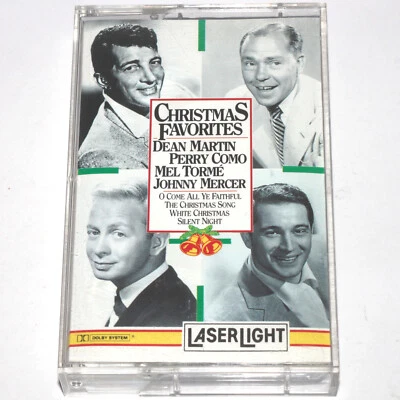 CHRISTMAS
FAVORITES
DEAN MARTIN
PERRY COMO
MEL TORMÉ
JOHNNY MERCER
O COME ALL YE FAITHFUL
THE CHRISTMAS SONG
WHITE CHRISTMAS
SILENT NIGHT
DOLBY SYSTEM
LASERLIGHT